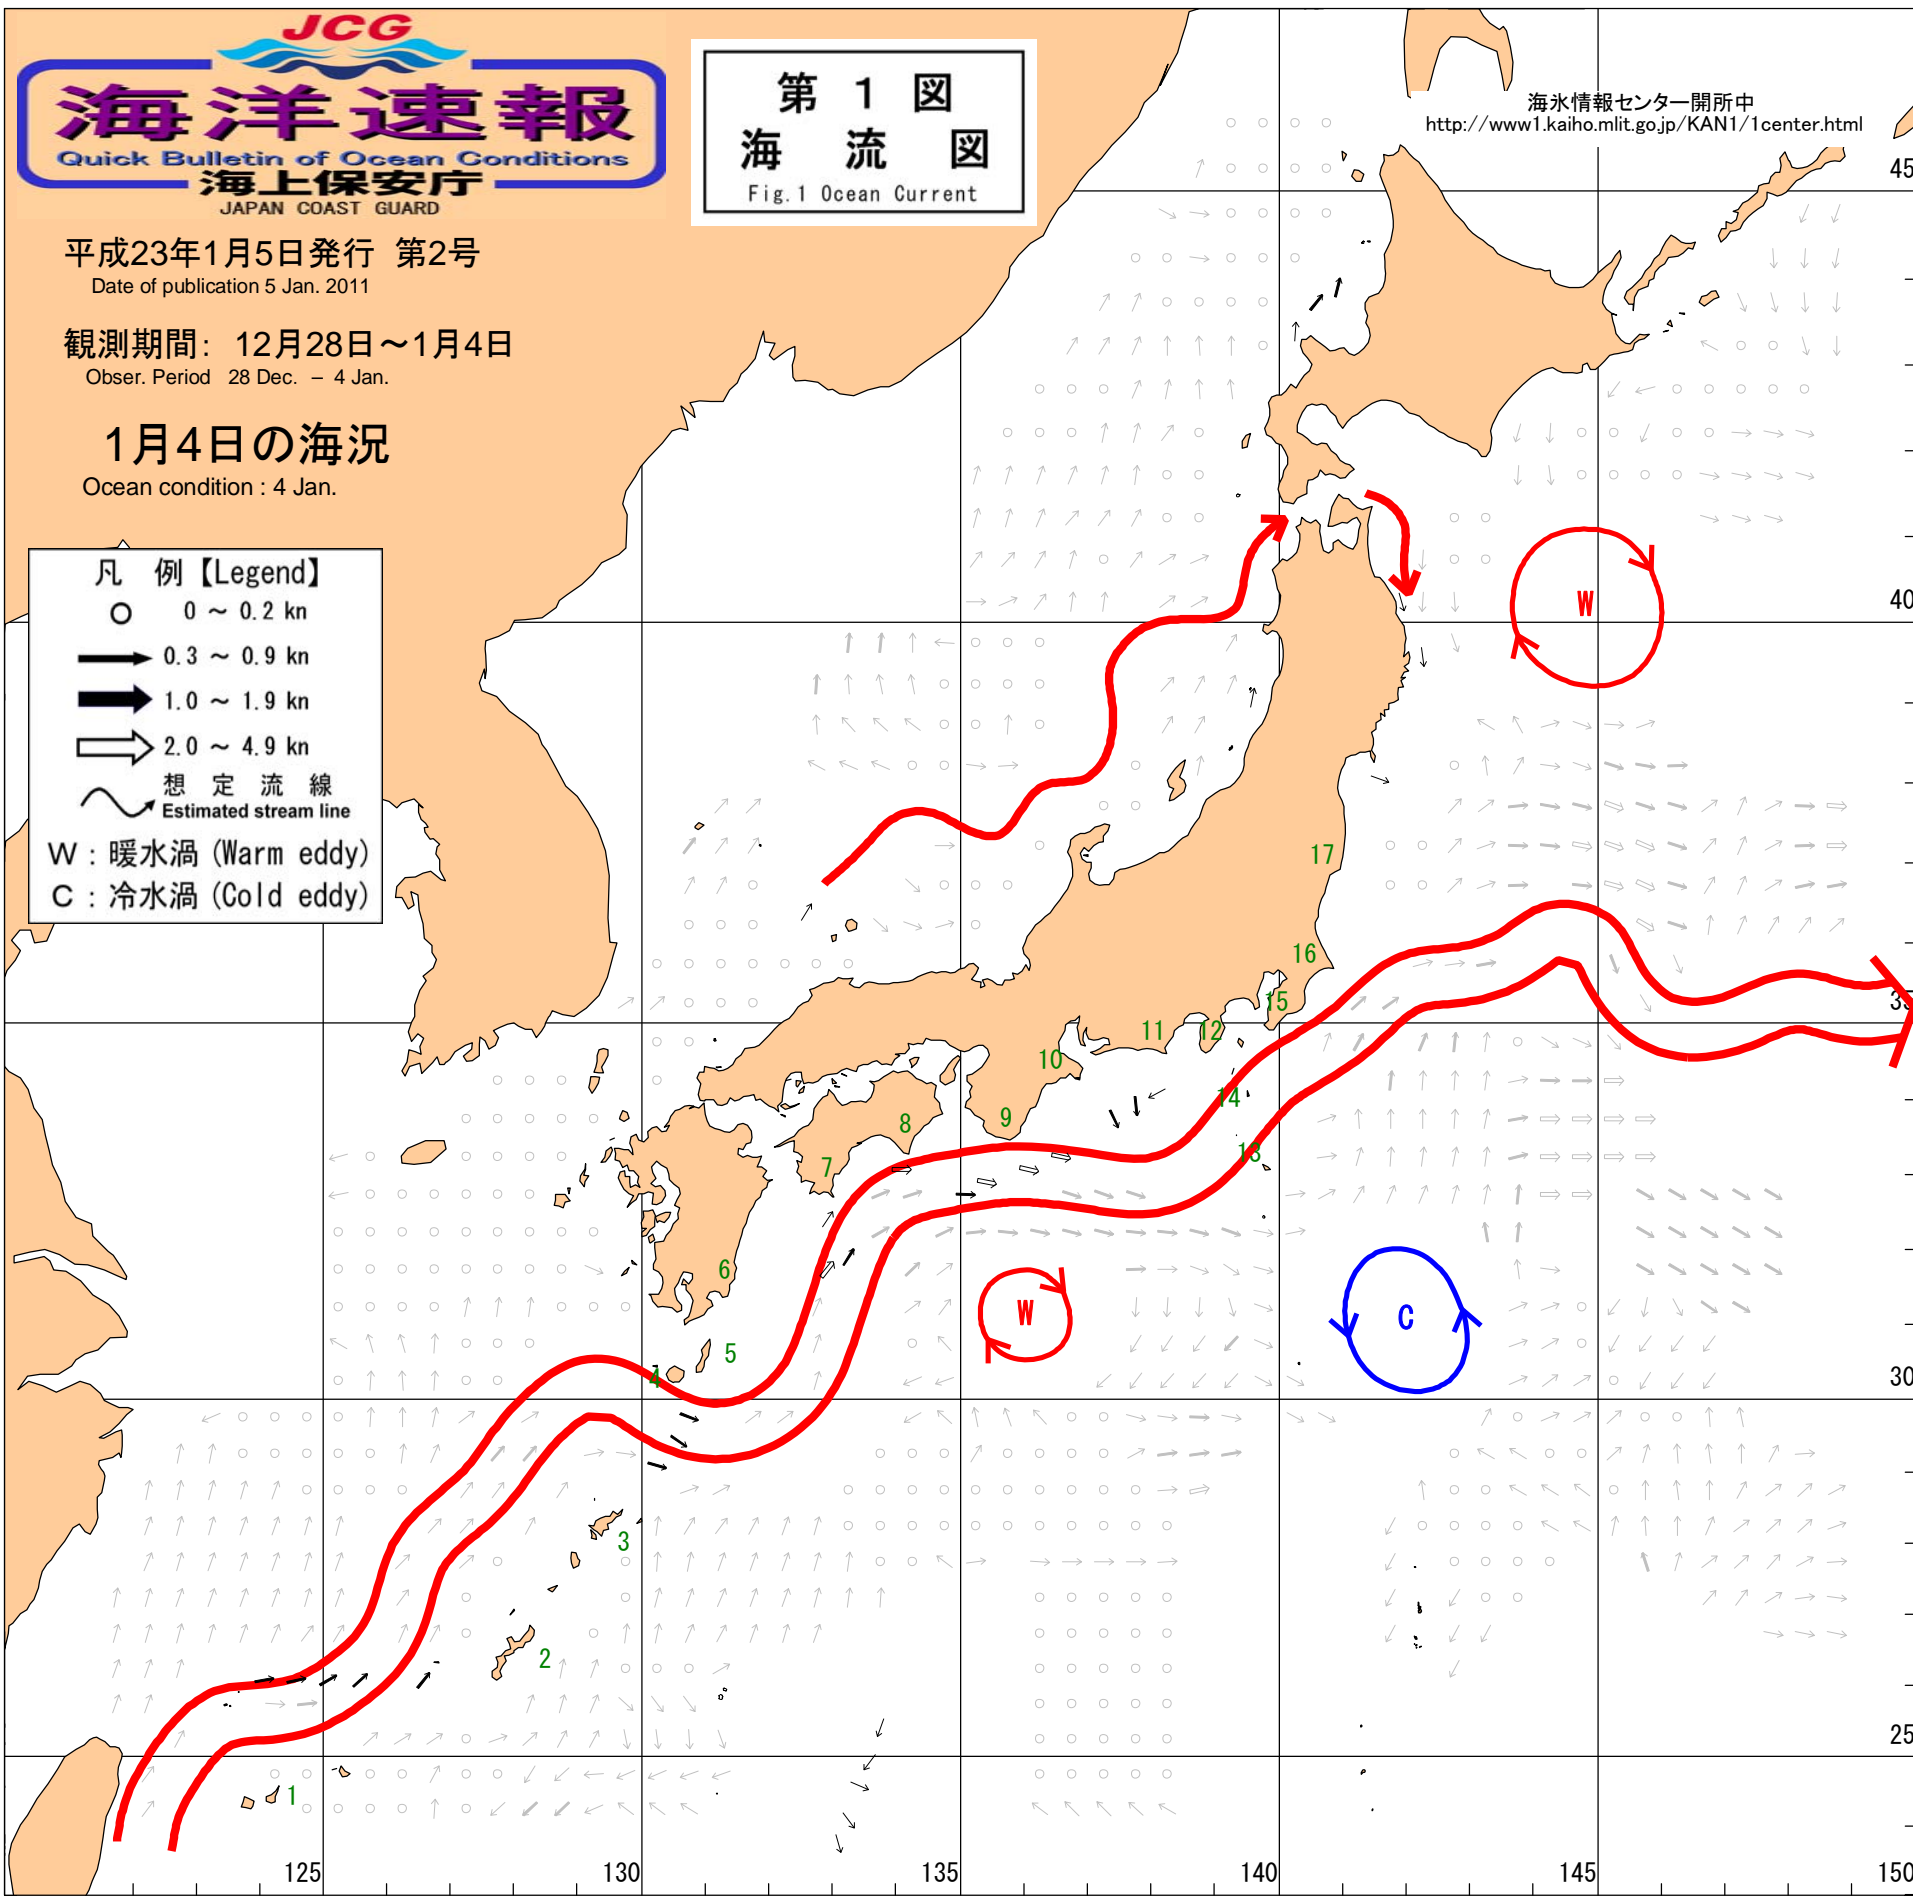 JCG
海洋速報
Quick Bulletin of Ocean Conditions
海上保安庁
JAPAN COAST GUARD
第 1 図
海 流 図
Fig.1 Ocean Current
海氷情報センター開所中
http://www1.kaiho.mlit.go.jp/KAN1/1center.html
平成23年1月5日発行 第2号
Date of publication 5 Jan. 2011
観測期間: 12月28日～1月4日
Obser. Period 28 Dec. – 4 Jan.
1月4日の海況
Ocean condition : 4 Jan.
凡 例【Legend】
0 ～ 0.2 kn
0.3 ～ 0.9 kn
1.0 ～ 1.9 kn
2.0 ～ 4.9 kn
想 定 流 線
Estimated stream line
W : 暖水渦 (Warm eddy)
C : 冷水渦 (Cold eddy)
45
40
35
30
25
W
W
C
17
16
15
14
13
12
11
10
9
8
7
6
5
4
3
2
1
125
130
135
140
145
150